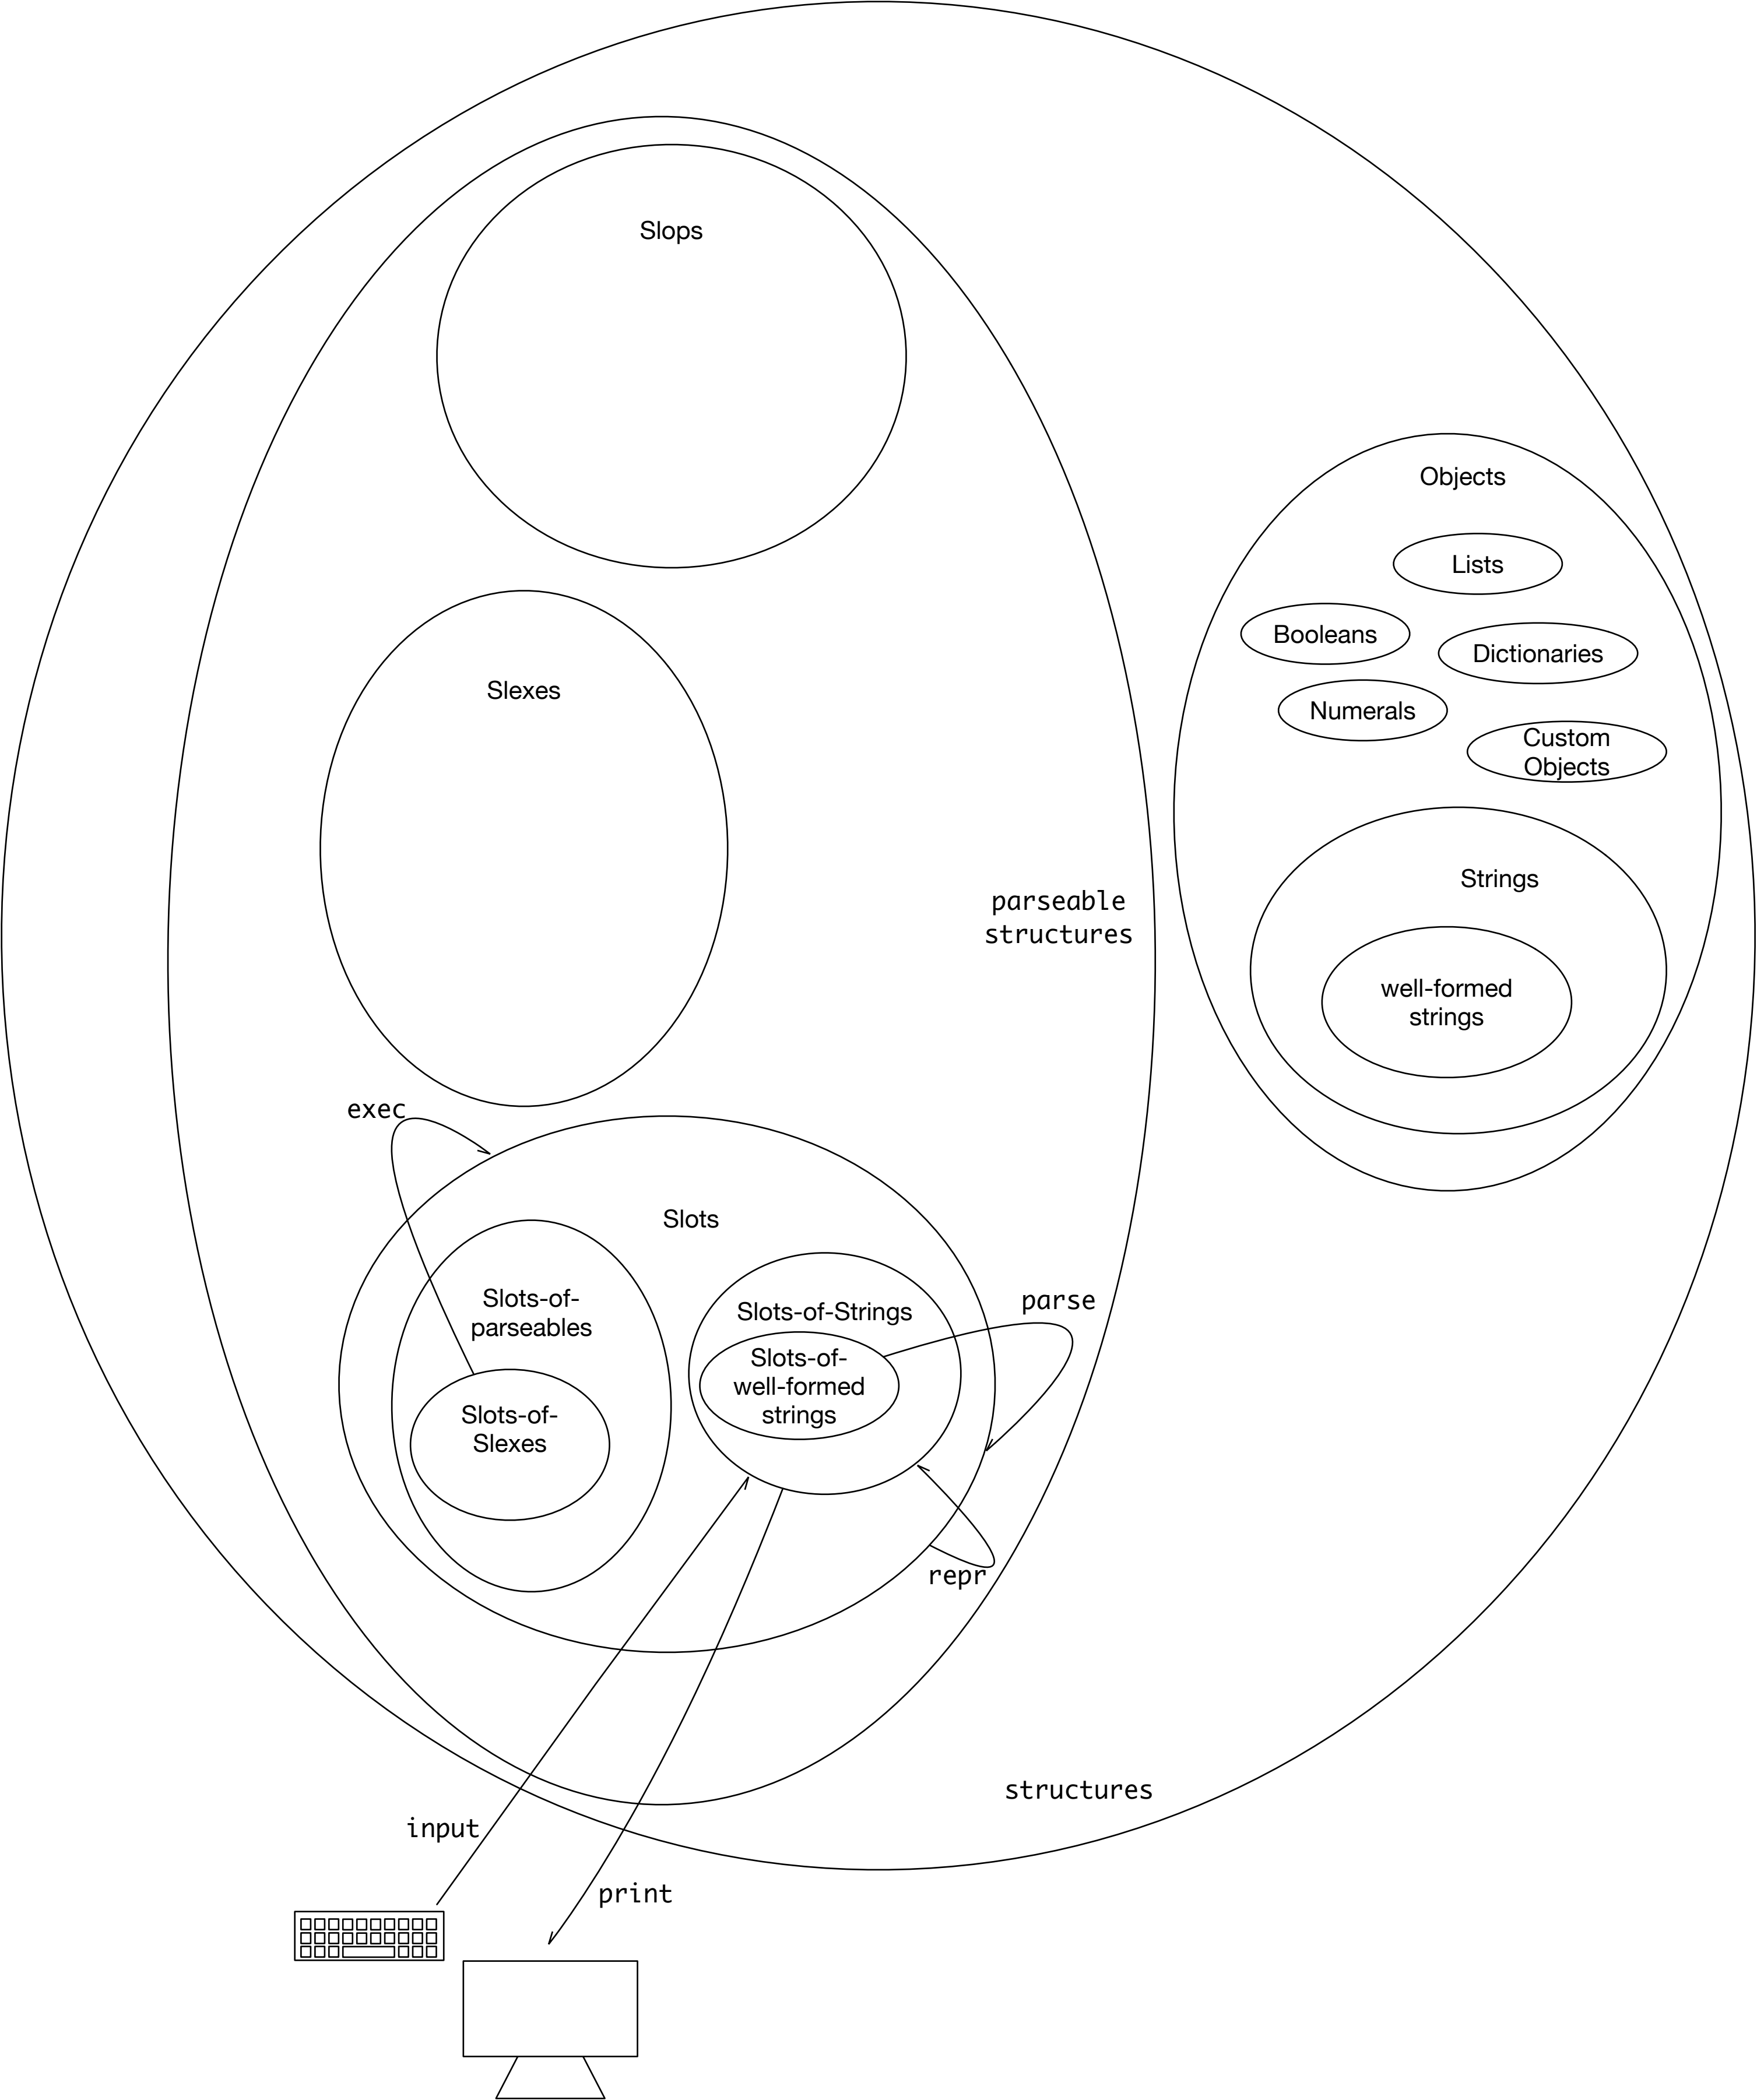 Slops
Objects
Lists
Booleans
Dictionaries
Numerals
Custom
Objects
Slexes
Strings
parseable
structures
well-formed
strings
exec
Slots
Slots-of-
parseables
Slots-of-Strings
parse
Slots-of-
well-formed
strings
Slots-of-
Slexes
repr
structures
input
print